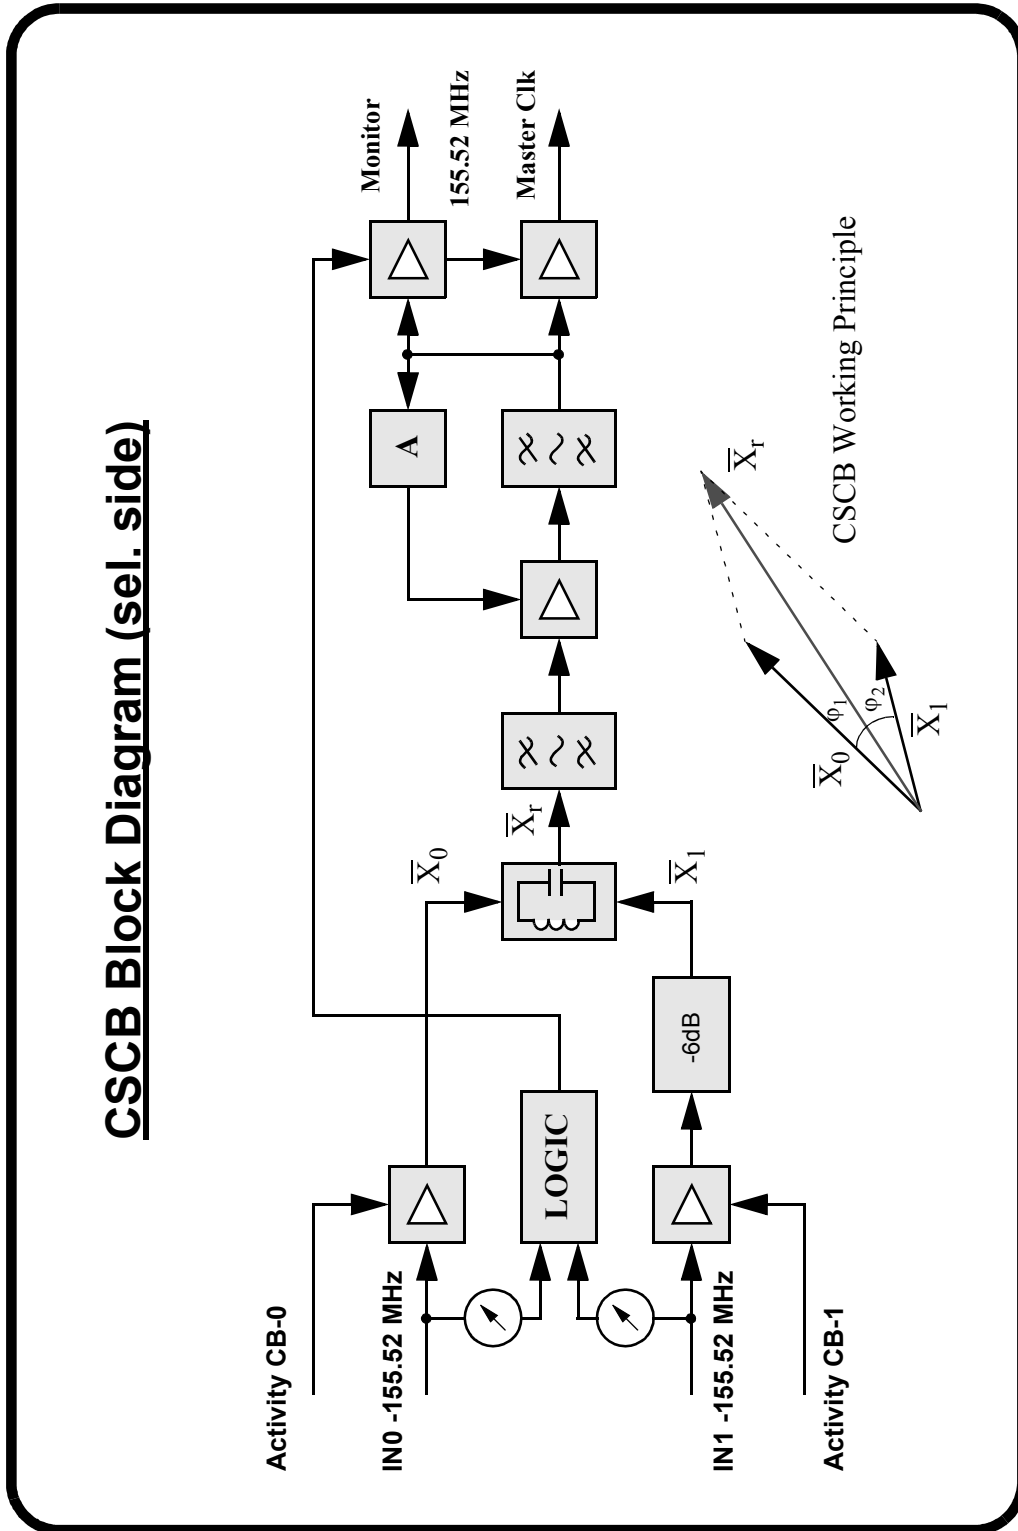 CSCB Block Diagram (sel. side)
Activity CB-0
IN0 -155.52 MHz
LOGIC
IN1 -155.52 MHz
Activity CB-1
-6dB
X̅0
X̅1
X̅r
A
Monitor
155.52 MHz
Master Clk
X̅0
φ1
φ2
X̅1
X̅r
CSCB Working Principle